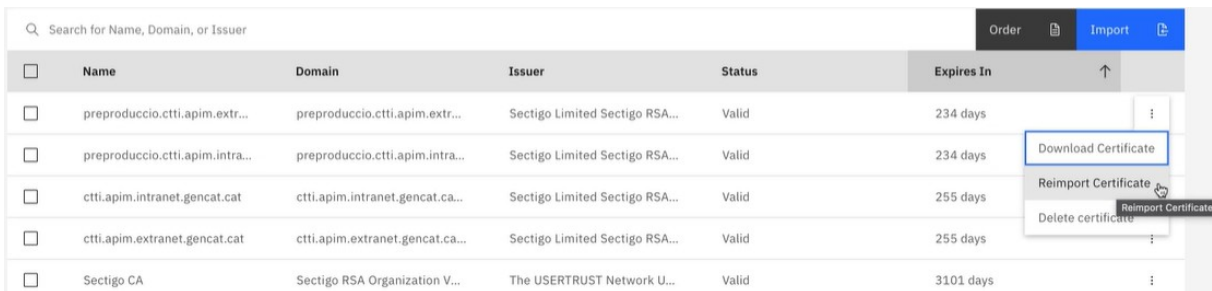 Search for Name, Domain, or Issuer Order Import
Name Domain Issuer Status Expires In
preproduccio.ctti.apim.extr... preproduccio.ctti.apim.extr... Sectigo Limited Sectigo RSA... Valid 234 days
preproduccio.ctti.apim.intra... preproduccio.ctti.apim.intra... Sectigo Limited Sectigo RSA... Valid 234 days
Download Certificate
ctti.apim.intranet.gencat.cat ctti.apim.intranet.gencat.ca... Sectigo Limited Sectigo RSA... Valid 255 days
Reimport Certificate
Reimport Certificate
Delete certificate
ctti.apim.extranet.gencat.cat ctti.apim.extranet.gencat.ca... Sectigo Limited Sectigo RSA... Valid 255 days
Sectigo CA Sectigo RSA Organization V... The USERTRUST Network U... Valid 3101 days